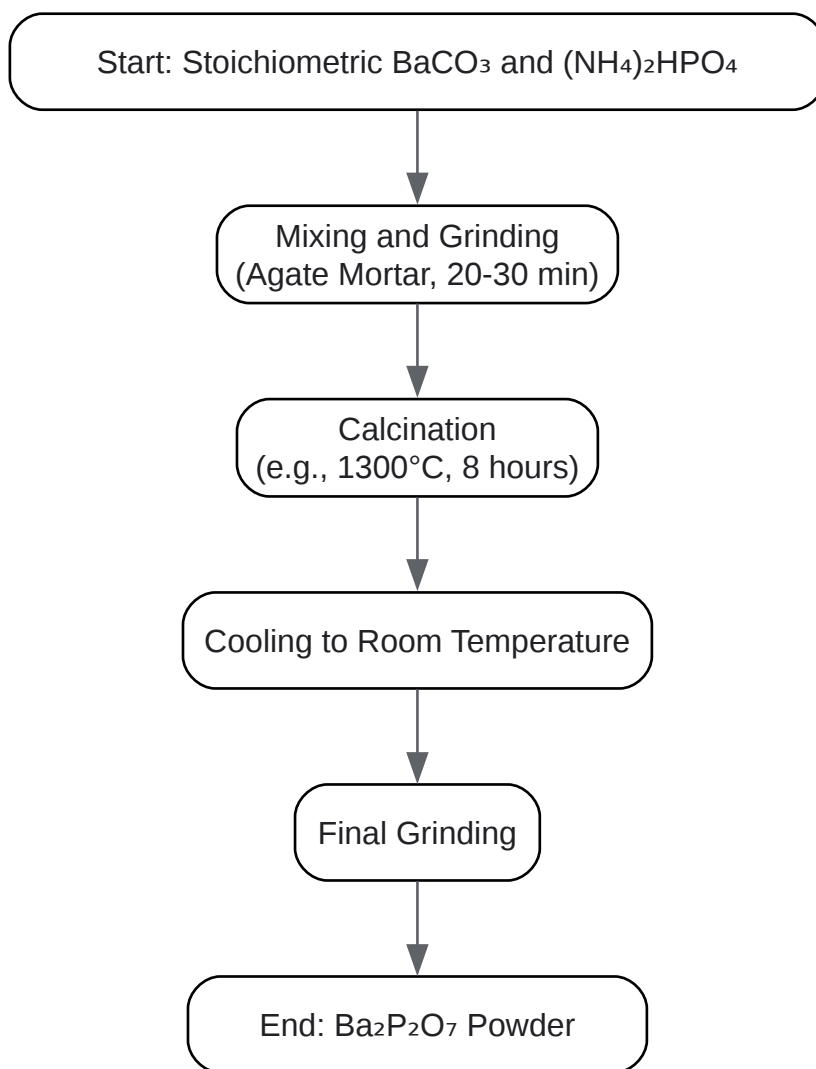 Start: Stoichiometric BaCO₃ and (NH₄)₂HPO₄
Mixing and Grinding
(Agate Mortar, 20-30 min)
Calcination
(e.g., 1300°C, 8 hours)
Cooling to Room Temperature
Final Grinding
End: Ba₂P₂O₇ Powder